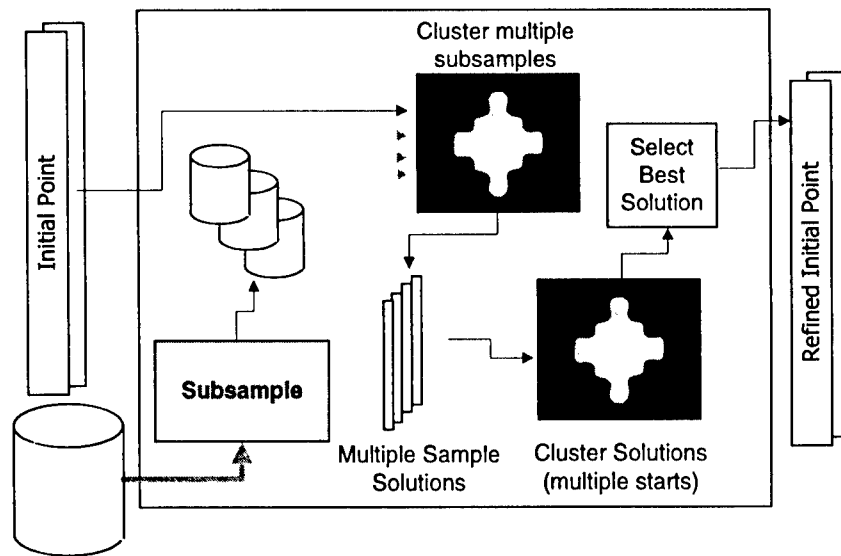 Initial Point
Cluster multiple
subsamples
Select
Best
Solution
Refined Initial Point
Subsample
Multiple Sample
Solutions
Cluster Solutions
(multiple starts)